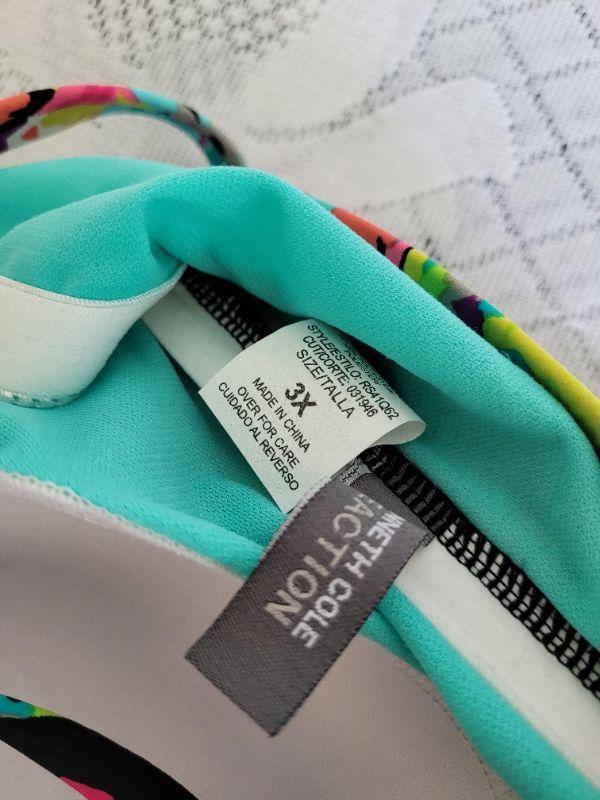 STYLE/ESTILO: RS41Q62
CUT/CORTE: 031946
SIZE/TALLA
3X
MADE IN CHINA
OVER FOR CARE
CUIDADO AL REVERSO
NNETH COLE
ACTION